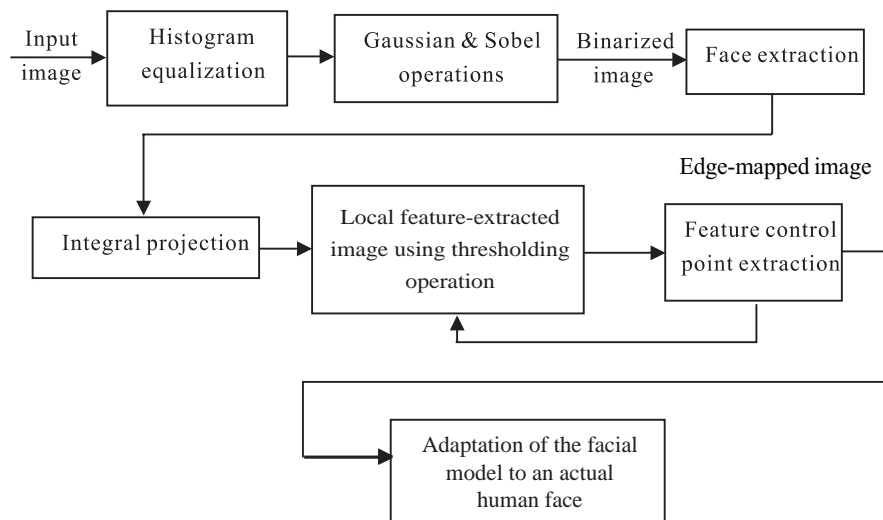 Input
image
Histogram
equalization
Gaussian & Sobel
operations
Binarized
image
Face extraction
Edge-mapped image
Integral projection
Local feature-extracted
image using thresholding
operation
Feature control
point extraction
Adaptation of the facial
model to an actual
human face